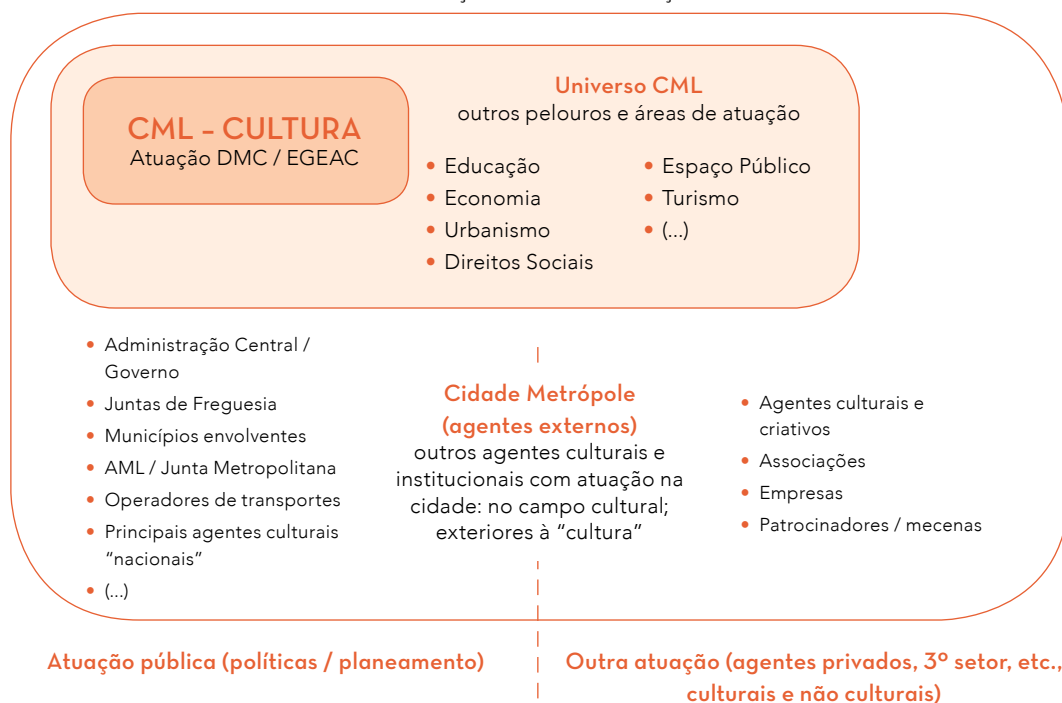 CML – CULTURA
Atuação DMC / EGEAC
Universo CML
outros pelouros e áreas de atuação
• Educação
• Economia
• Urbanismo
• Direitos Sociais
• Espaço Público
• Turismo
• (...)
• Administração Central /
Governo
• Juntas de Freguesia
• Municípios envolventes
• AML / Junta Metropolitana
• Operadores de transportes
• Principais agentes culturais
“nacionais”
• (...)
Cidade Metrópole
(agentes externos)
outros agentes culturais e
institucionais com atuação na
cidade: no campo cultural;
exteriores à “cultura”
• Agentes culturais e
criativos
• Associações
• Empresas
• Patrocinadores / mecenas
Atuação pública (políticas / planeamento)
Outra atuação (agentes privados, 3º setor, etc.,
culturais e não culturais)